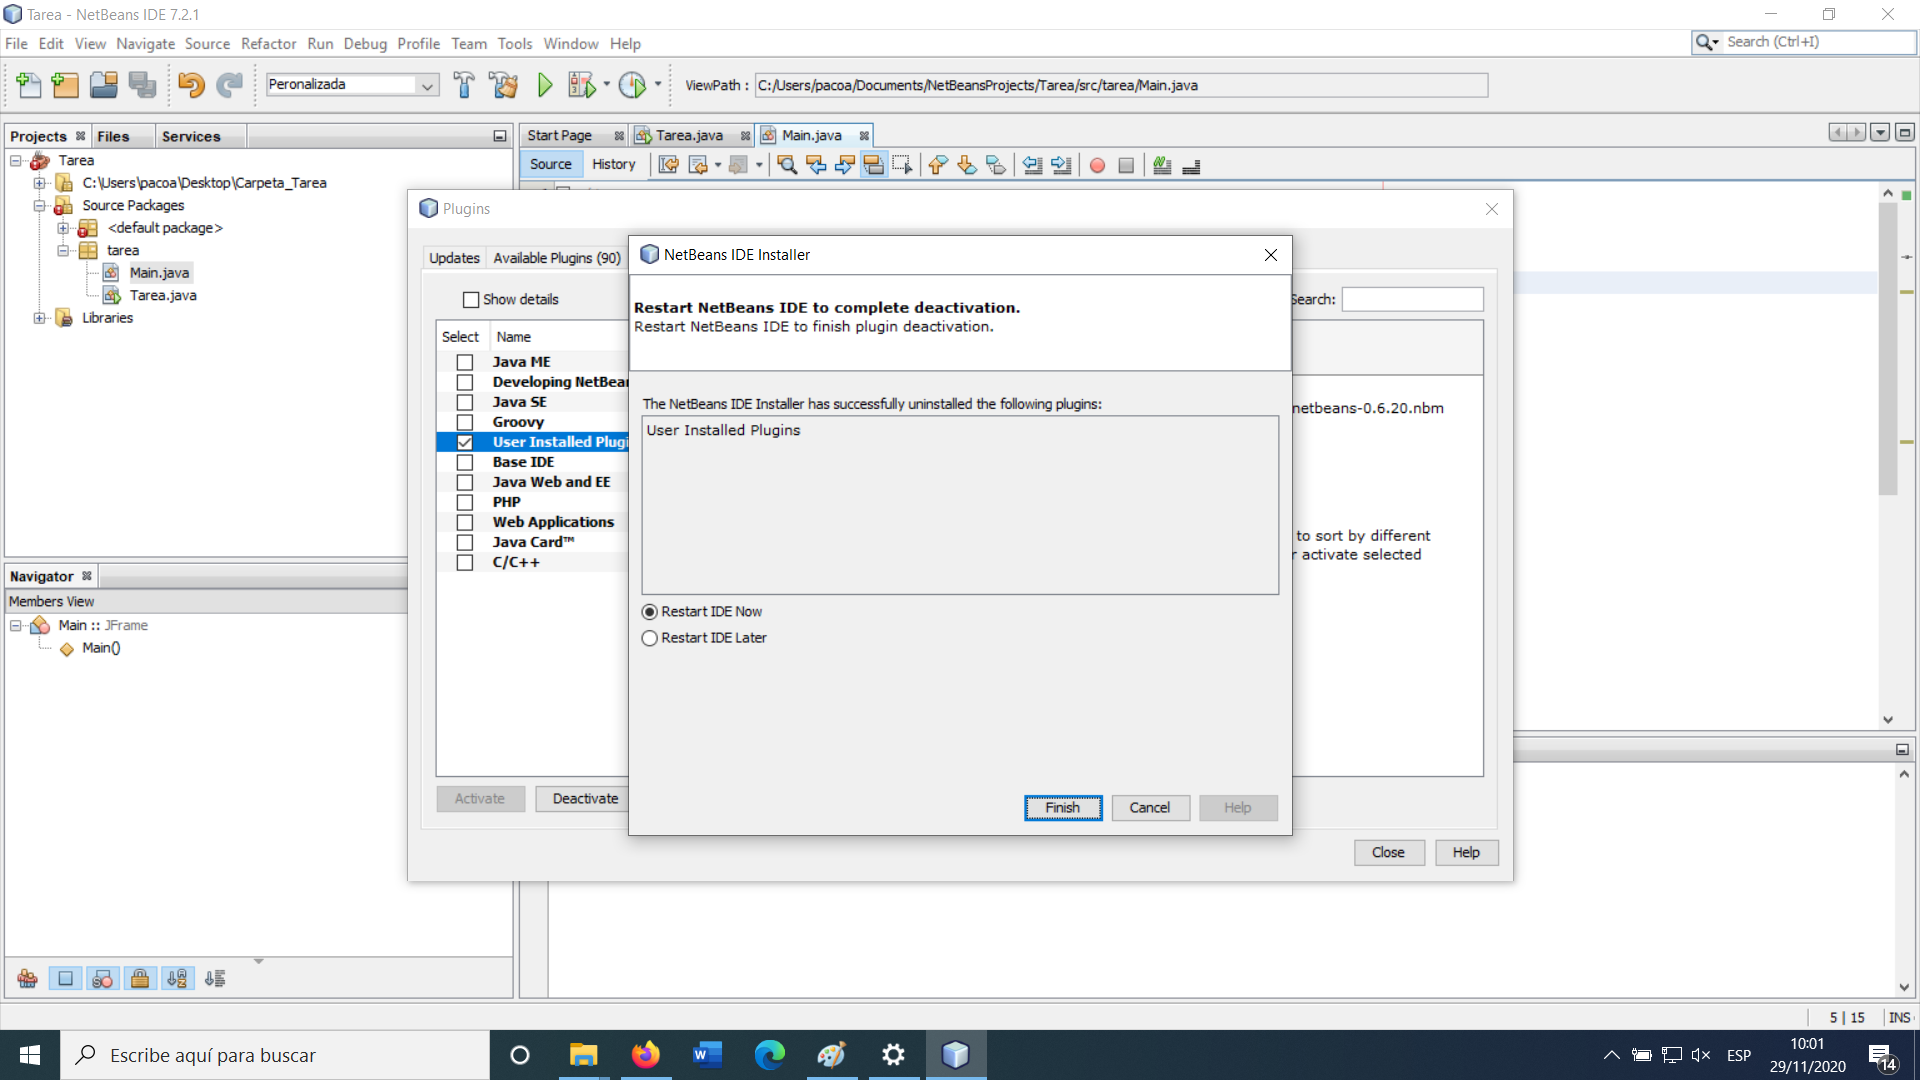 Tarea - NetBeans IDE 7.2.1
File Edit View Navigate Source Refactor Run Debug Profile Team Tools Window Help
Search (Ctrl+I)
Peronalizada
ViewPath : C:/Users/pacoa/Documents/NetBeansProjects/Tarea/src/tarea/Main.java
Projects Files Services
Start Page Tarea.java Main.java
Source History
Tarea
C:\Users\pacoa\Desktop\Carpeta_Tarea
Source Packages
<default package>
tarea
Main.java
Tarea.java
Libraries
Navigator
Members View
Main :: JFrame
Main()
Plugins
Updates Available Plugins (90)
Show details
Search:
Select Name
Java ME
Developing NetBean
Java SE
Groovy
User Installed Plugi
Base IDE
Java Web and EE
PHP
Web Applications
Java Card™
C/C++
netbeans-0.6.20.nbm
to sort by different
r activate selected
Activate Deactivate
Close Help
NetBeans IDE Installer
Restart NetBeans IDE to complete deactivation.
Restart NetBeans IDE to finish plugin deactivation.
The NetBeans IDE Installer has successfully uninstalled the following plugins:
User Installed Plugins
Restart IDE Now
Restart IDE Later
Finish Cancel Help
5 | 15 INS
Escribe aquí para buscar
ESP
10:01
29/11/2020
14